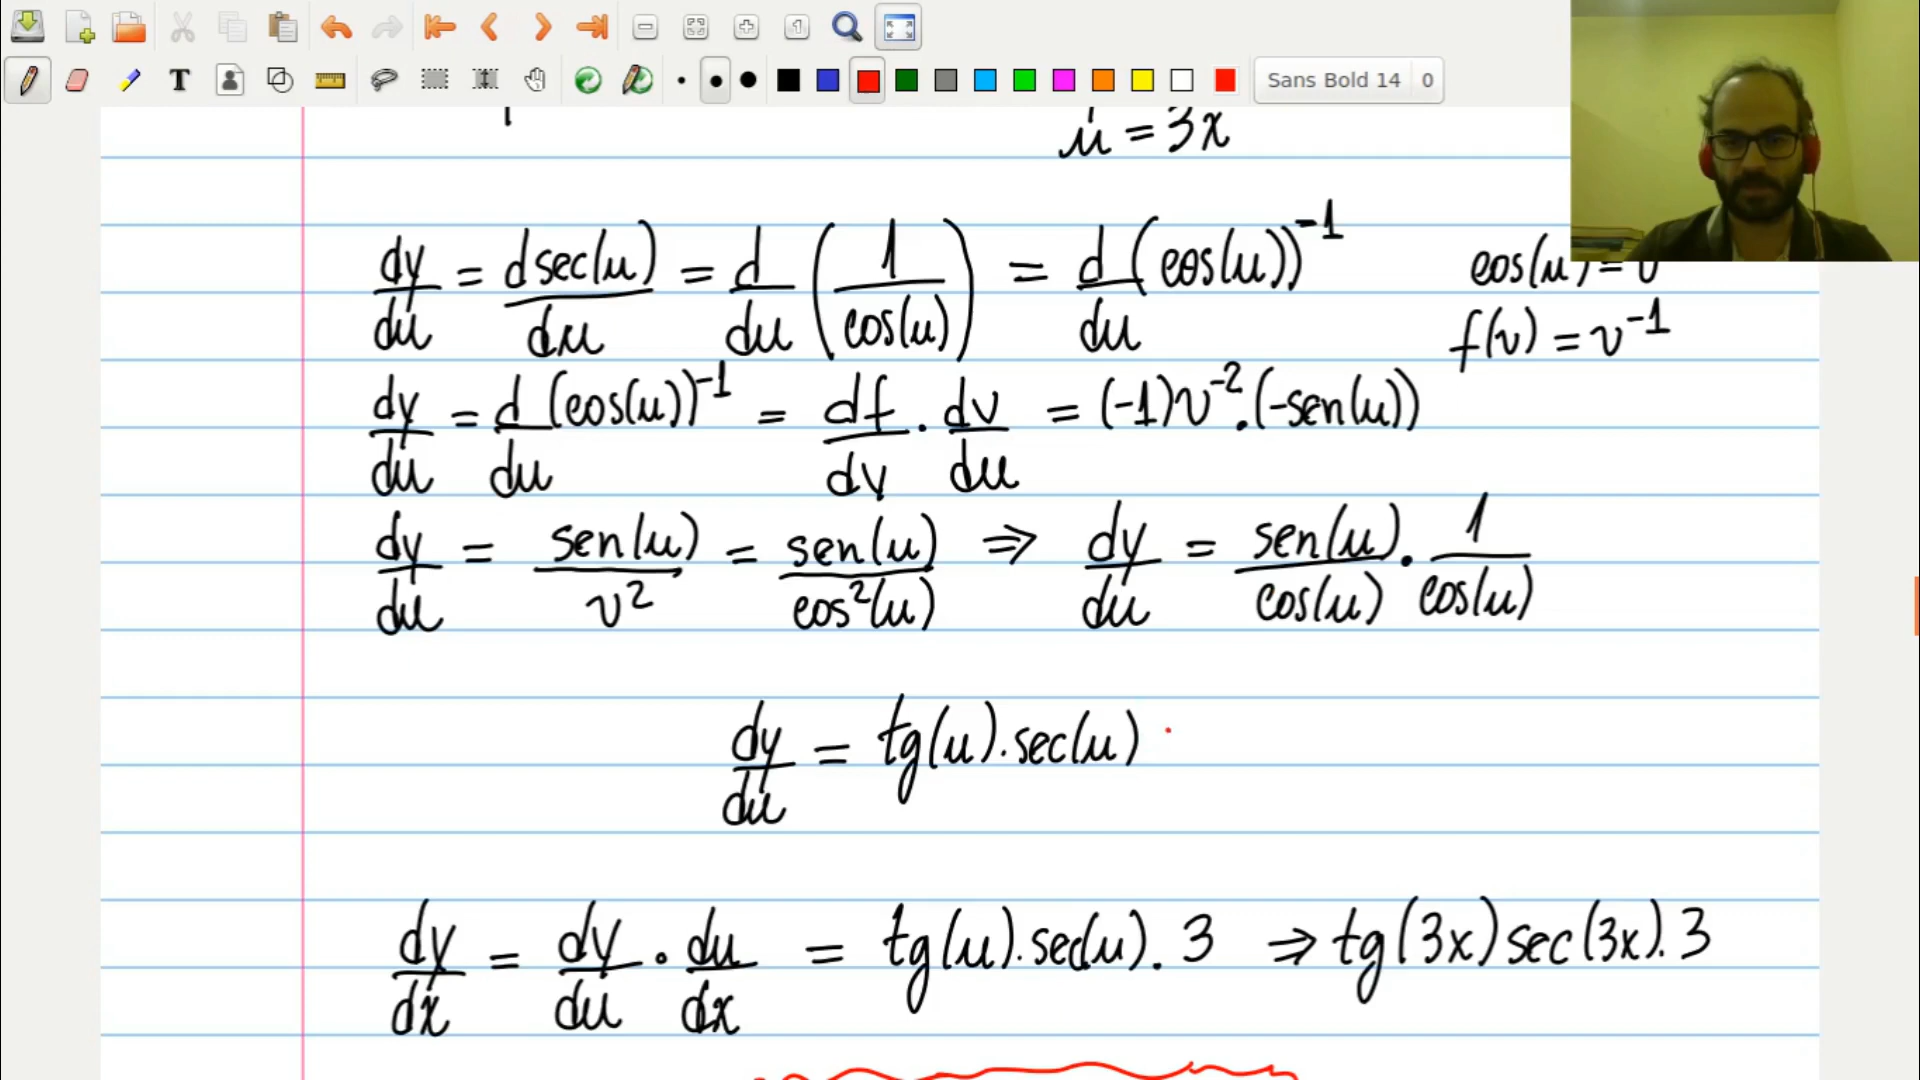 Sans Bold 14 0
u = 3x
dy/du = d sec(u)/du = d/du (1/cos(u)) = d/du (cos(u))^-1
cos(u) = v
f(v) = v^-1
dy/du = d/du (cos(u))^-1 = df/dv . dv/du = (-1)v^-2 . (-sen(u))
dy/du = sen(u)/v^2 = sen(u)/cos^2(u) ⇒ dy/du = sen(u)/cos(u) . 1/cos(u)
dy/du = tg(u).sec(u)
dy/dx = dy/du . du/dx = tg(u).sec(u).3 ⇒ tg(3x) sec(3x).3